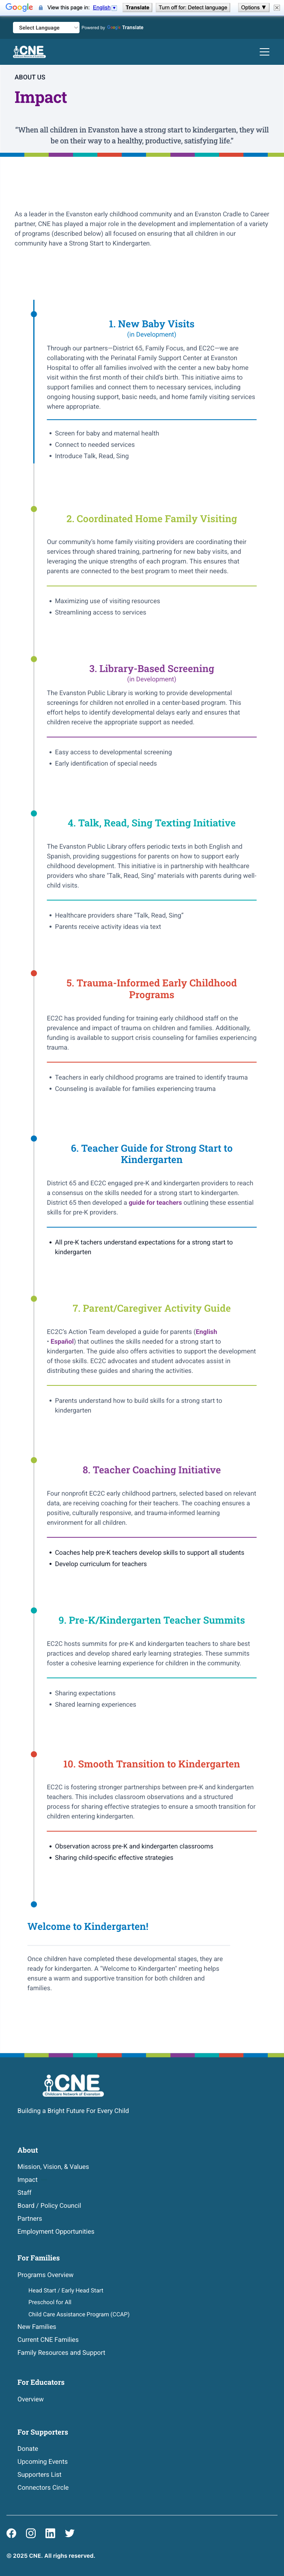 Google View this page in: English Translate Turn off for: Detect language Options ▼
Select Language Powered by Google Translate
CNE
ABOUT US
Impact
"When all children in Evanston have a strong start to kindergarten, they will
be on their way to a healthy, productive, satisfying life."
As a leader in the Evanston early childhood community and an Evanston Cradle to Career
partner, CNE has played a major role in the development and implementation of a variety
of programs (described below) all focused on ensuring that all children in our
community have a Strong Start to Kindergarten.
1. New Baby Visits
(in Development)
Through our partners—District 65, Family Focus, and EC2C—we are
collaborating with the Perinatal Family Support Center at Evanston
Hospital to offer all families involved with the center a new baby home
visit within the first month of their child's birth. This initiative aims to
support families and connect them to necessary services, including
ongoing housing support, basic needs, and home family visiting services
where appropriate.
• Screen for baby and maternal health
• Connect to needed services
• Introduce Talk, Read, Sing
2. Coordinated Home Family Visiting
Our community's home family visiting providers are coordinating their
services through shared training, partnering for new baby visits, and
leveraging the unique strengths of each program. This ensures that
parents are connected to the best program to meet their needs.
• Maximizing use of visiting resources
• Streamlining access to services
3. Library-Based Screening
(in Development)
The Evanston Public Library is working to provide developmental
screenings for children not enrolled in a center-based program. This
effort helps to identify developmental delays early and ensures that
children receive the appropriate support as needed.
• Easy access to developmental screening
• Early identification of special needs
4. Talk, Read, Sing Texting Initiative
The Evanston Public Library offers periodic texts in both English and
Spanish, providing suggestions for parents on how to support early
childhood development. This initiative is in partnership with healthcare
providers who share "Talk, Read, Sing" materials with parents during well-
child visits.
• Healthcare providers share "Talk, Read, Sing"
• Parents receive activity ideas via text
5. Trauma-Informed Early Childhood
Programs
EC2C has provided funding for training early childhood staff on the
prevalence and impact of trauma on children and families. Additionally,
funding is available to support crisis counseling for families experiencing
trauma.
• Teachers in early childhood programs are trained to identify trauma
• Counseling is available for families experiencing trauma
6. Teacher Guide for Strong Start to
Kindergarten
District 65 and EC2C engaged pre-K and kindergarten providers to reach
a consensus on the skills needed for a strong start to kindergarten.
District 65 then developed a guide for teachers outlining these essential
skills for pre-K providers.
• All pre-K tachers understand expectations for a strong start to
kindergarten
7. Parent/Caregiver Activity Guide
EC2C's Action Team developed a guide for parents (English
• Español) that outlines the skills needed for a strong start to
kindergarten. The guide also offers activities to support the development
of those skills. EC2C advocates and student advocates assist in
distributing these guides and sharing the activities.
• Parents understand how to build skills for a strong start to
kindergarten
8. Teacher Coaching Initiative
Four nonprofit EC2C early childhood partners, selected based on relevant
data, are receiving coaching for their teachers. The coaching ensures a
positive, culturally responsive, and trauma-informed learning
environment for all children.
• Coaches help pre-K teachers develop skills to support all students
• Develop curriculum for teachers
9. Pre-K/Kindergarten Teacher Summits
EC2C hosts summits for pre-K and kindergarten teachers to share best
practices and develop shared early learning strategies. These summits
foster a cohesive learning experience for children in the community.
• Sharing expectations
• Shared learning experiences
10. Smooth Transition to Kindergarten
EC2C is fostering stronger partnerships between pre-K and kindergarten
teachers. This includes classroom observations and a structured
process for sharing effective strategies to ensure a smooth transition for
children entering kindergarten.
• Observation across pre-K and kindergarten classrooms
• Sharing child-specific effective strategies
Welcome to Kindergarten!
Once children have completed these developmental stages, they are
ready for kindergarten. A "Welcome to Kindergarten" meeting helps
ensure a warm and supportive transition for both children and
families.
CNE
Childcare Network of Evanston
Building a Bright Future For Every Child
About
Mission, Vision, & Values
Impact
Staff
Board / Policy Council
Partners
Employment Opportunities
For Families
Programs Overview
Head Start / Early Head Start
Preschool for All
Child Care Assistance Program (CCAP)
New Families
Current CNE Families
Family Resources and Support
For Educators
Overview
For Supporters
Donate
Upcoming Events
Supporters List
Connectors Circle
© 2025 CNE. All rights reserved.